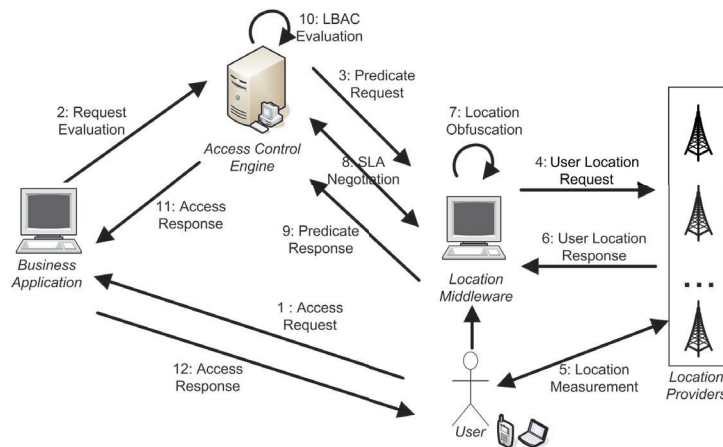 10: LBAC
Evaluation
2: Request
Evaluation
3: Predicate
Request
7: Location
Obfuscation
Access Control
Engine
8: SLA
Negotiation
4: User Location
Request
11: Access
Response
9: Predicate
Response
6: User Location
Response
Business
Application
Location
Middleware
1 : Access
Request
12: Access
Response
5: Location
Measurement
User
Location
Providers